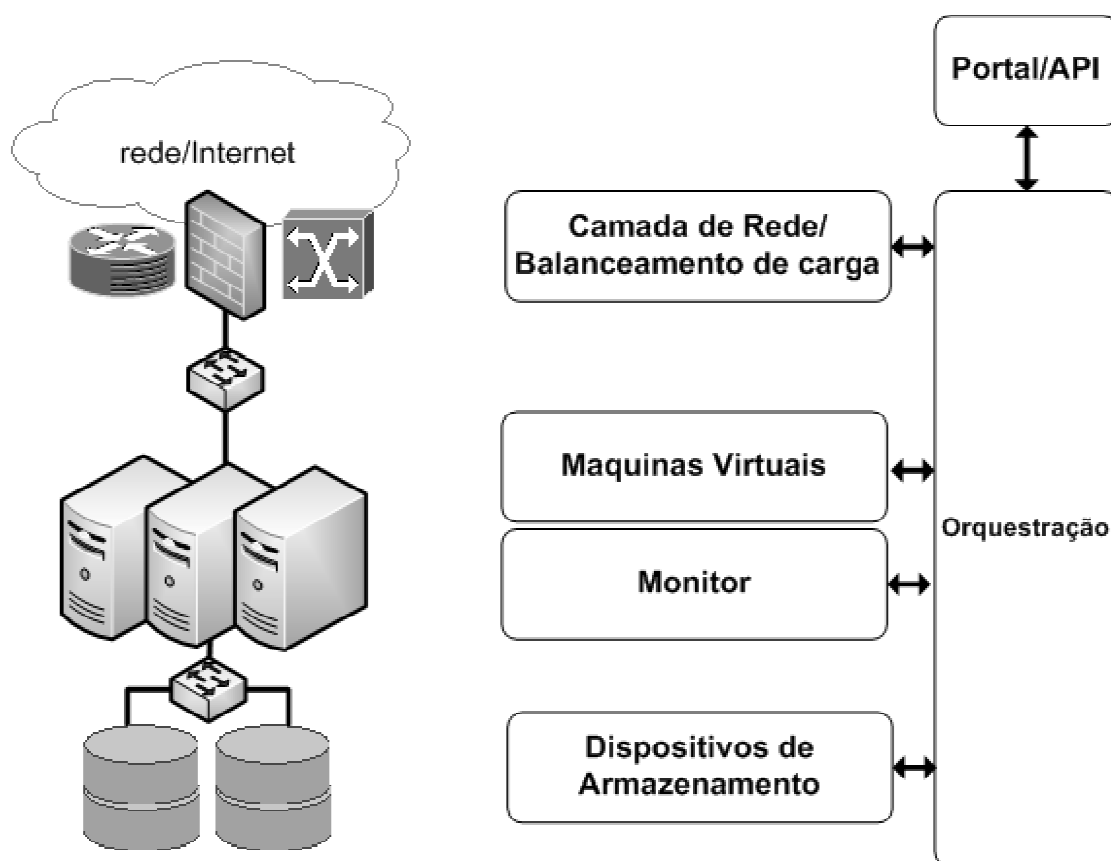 Portal/API
rede/Internet
Camada de Rede/
Balanceamento de carga
Maquinas Virtuais
Orquestração
Monitor
Dispositivos de
Armazenamento